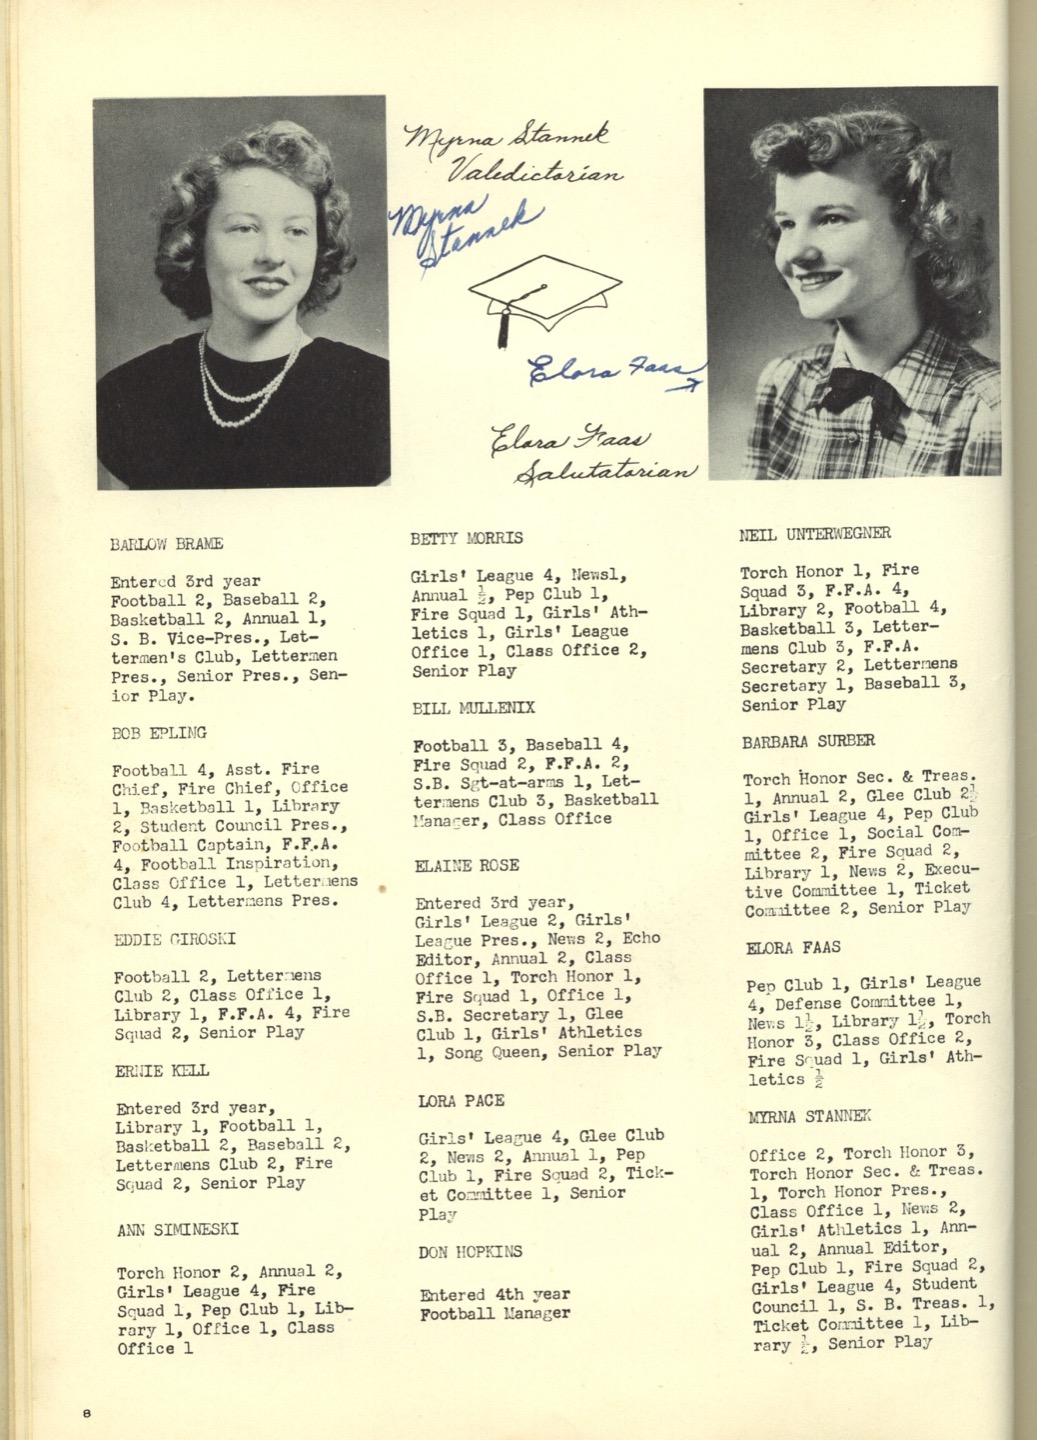 Myrna Stannek
Valedictorian
Myrna
Stannek
Elora Faas
Elora Faas
Salutatorian
BARLOW BRAME
Entered 3rd year
Football 2, Baseball 2,
Basketball 2, Annual 1,
S. B. Vice-Pres., Let-
termen's Club, Lettermen
Pres., Senior Pres., Sen-
ior Play.
BOB EPLING
Football 4, Asst. Fire
Chief, Fire Chief, Office
1, Basketball 1, Library
2, Student Council Pres.,
Football Captain, F.F.A.
4, Football Inspiration,
Class Office 1, Lettermens
Club 4, Lettermens Pres.
EDDIE GIROSKI
Football 2, Lettermens
Club 2, Class Office 1,
Library 1, F.F.A. 4, Fire
Squad 2, Senior Play
ERNIE KELL
Entered 3rd year,
Library 1, Football 1,
Basketball 2, Baseball 2,
Lettermens Club 2, Fire
Squad 2, Senior Play
ANN SIMINESKI
Torch Honor 2, Annual 2,
Girls' League 4, Fire
Squad 1, Pep Club 1, Lib-
rary 1, Office 1, Class
Office 1
BETTY MORRIS
Girls' League 4, News1,
Annual ½, Pep Club 1,
Fire Squad 1, Girls' Ath-
letics 1, Girls' League
Office 1, Class Office 2,
Senior Play
BILL MULLENIX
Football 3, Baseball 4,
Fire Squad 2, F.F.A. 2,
S.B. Sgt-at-arms 1, Let-
termens Club 3, Basketball
Manager, Class Office
ELAINE ROSE
Entered 3rd year,
Girls' League 2, Girls'
League Pres., News 2, Echo
Editor, Annual 2, Class
Office 1, Torch Honor 1,
Fire Squad 1, Office 1,
S.B. Secretary 1, Glee
Club 1, Girls' Athletics
1, Song Queen, Senior Play
LORA PACE
Girls' League 4, Glee Club
2, News 2, Annual 1, Pep
Club 1, Fire Squad 2, Tick-
et Committee 1, Senior
Play
DON HOPKINS
Entered 4th year
Football Manager
NEIL UNTERWEGNER
Torch Honor 1, Fire
Squad 3, F.F.A. 4,
Library 2, Football 4,
Basketball 3, Letter-
mens Club 3, F.F.A.
Secretary 2, Lettermens
Secretary 1, Baseball 3,
Senior Play
BARBARA SURBER
Torch Honor Sec. & Treas.
1, Annual 2, Glee Club 2½
Girls' League 4, Pep Club
1, Office 1, Social Com-
mittee 2, Fire Squad 2,
Library 1, News 2, Execu-
tive Committee 1, Ticket
Committee 2, Senior Play
ELORA FAAS
Pep Club 1, Girls' League
4, Defense Committee 1,
News 1½, Library 1½, Torch
Honor 3, Class Office 2,
Fire Squad 1, Girls' Ath-
letics ½
MYRNA STANNEK
Office 2, Torch Honor 3,
Torch Honor Sec. & Treas.
1, Torch Honor Pres.,
Class Office 1, News 2,
Girls' Athletics 1, Ann-
ual 2, Annual Editor,
Pep Club 1, Fire Squad 2,
Girls' League 4, Student
Council 1, S. B. Treas. 1,
Ticket Committee 1, Lib-
rary ½, Senior Play
8